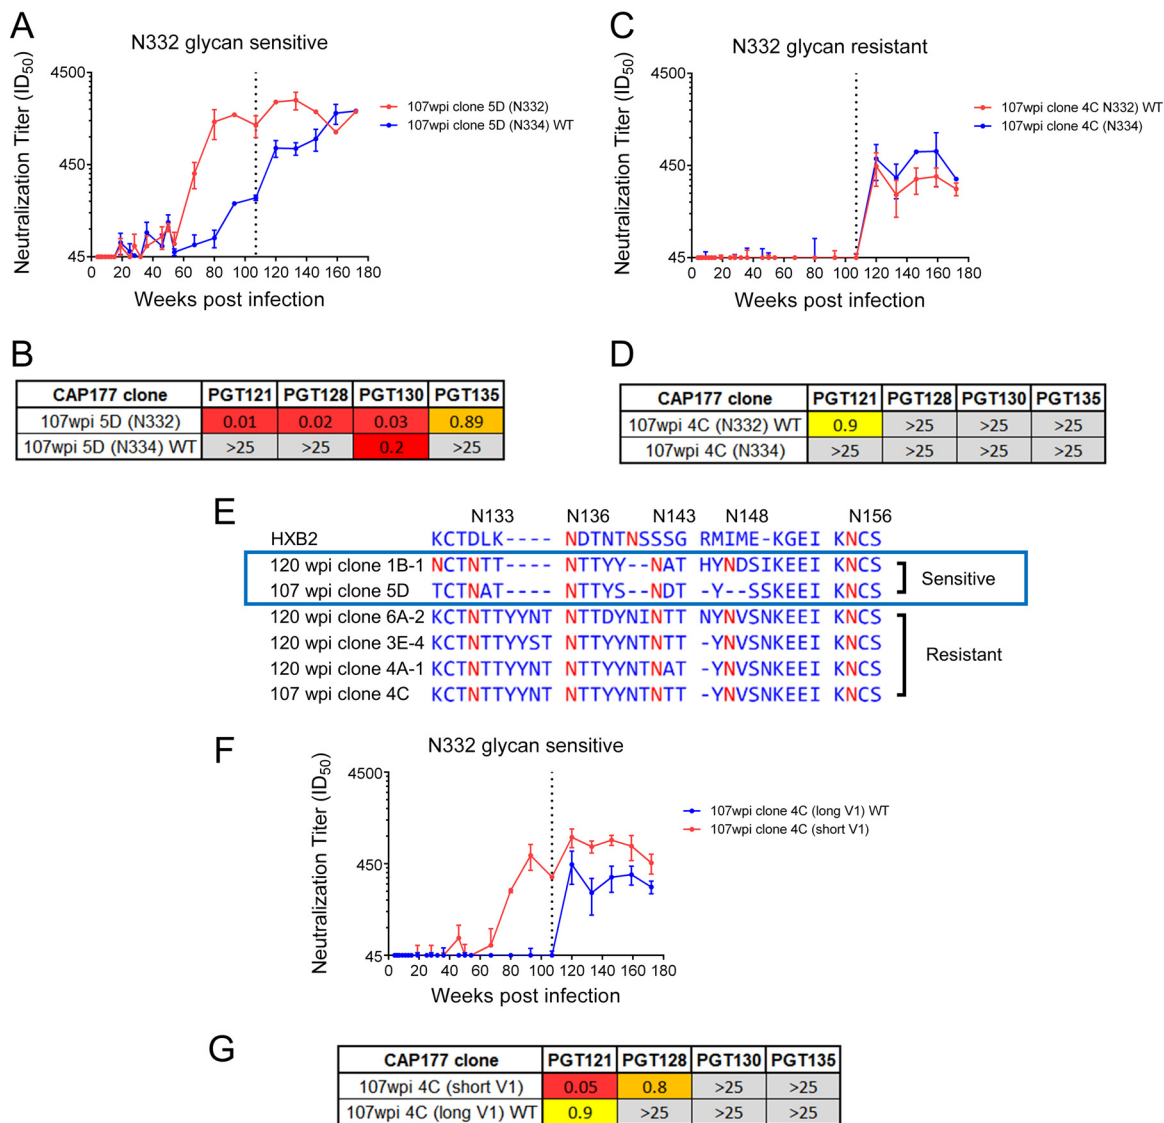 A
N332 glycan sensitive
Neutralization Titer (ID50)
4500
450
45
0 20 40 60 80 100 120 140 160 180
Weeks post infection
107wpi clone 5D (N332)
107wpi clone 5D (N334) WT
C
N332 glycan resistant
Neutralization Titer (ID50)
4500
450
45
0 20 40 60 80 100 120 140 160 180
Weeks post infection
107wpi clone 4C N332) WT
107wpi clone 4C (N334)
B
CAP177 clone PGT121 PGT128 PGT130 PGT135
107wpi 5D (N332) 0.01 0.02 0.03 0.89
107wpi 5D (N334) WT >25 >25 0.2 >25
D
CAP177 clone PGT121 PGT128 PGT130 PGT135
107wpi 4C (N332) WT 0.9 >25 >25 >25
107wpi 4C (N334) >25 >25 >25 >25
E
N133 N136 N143 N148 N156
HXB2 KCTDLK---- NDTNTNSSSG RMIME-KGEI KNCS
120 wpi clone 1B-1 NCTNTT---- NTTYY--NAT HYNDSIKEEI KNCS
107 wpi clone 5D TCTNAT---- NTTYS--NDT -Y--SSKEEI KNCS
Sensitive
120 wpi clone 6A-2 KCTNTTYYNT NTTDYNINTT NYNVSNKEEI KNCS
120 wpi clone 3E-4 KCTNTTYYST NTTYYNTNTT -YNVSNKEEI KNCS
120 wpi clone 4A-1 KCTNTTYYNT NTTYYNTNAT -YNVSNKEEI KNCS
107 wpi clone 4C KCTNTTYYNT NTTYYNTNTT -YNVSNKEEI KNCS
Resistant
F
N332 glycan sensitive
Neutralization Titer (ID50)
4500
450
45
0 20 40 60 80 100 120 140 160 180
Weeks post infection
107wpi clone 4C (long V1) WT
107wpi clone 4C (short V1)
G
CAP177 clone PGT121 PGT128 PGT130 PGT135
107wpi 4C (short V1) 0.05 0.8 >25 >25
107wpi 4C (long V1) WT 0.9 >25 >25 >25